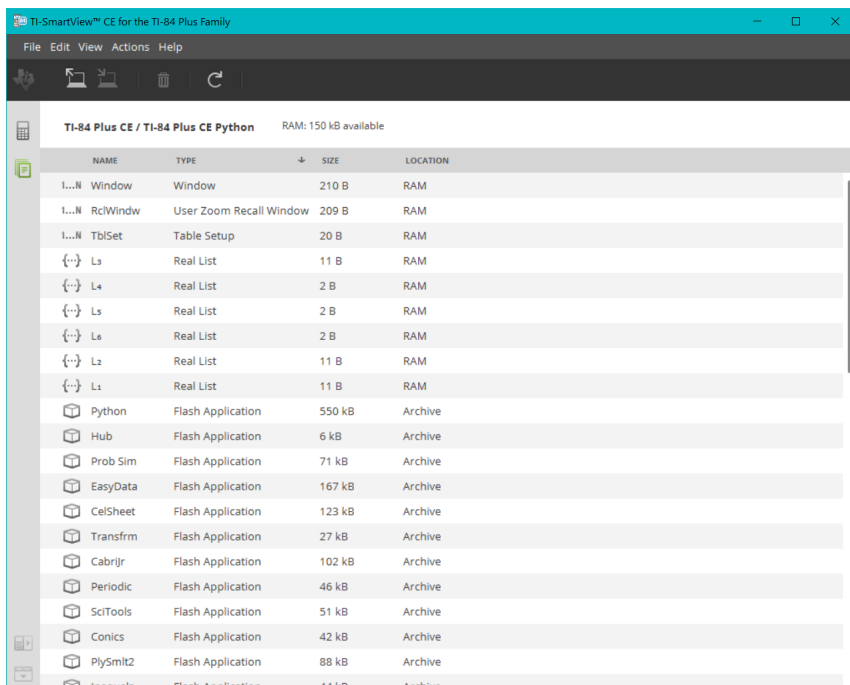 TI-SmartView™ CE for the TI-84 Plus Family
File Edit View Actions Help
TI-84 Plus CE / TI-84 Plus CE Python RAM: 150 kB available
NAME TYPE SIZE LOCATION
1...N Window Window 210 B RAM
1...N RclWindw User Zoom Recall Window 209 B RAM
1...N TblSet Table Setup 20 B RAM
{...} L₃ Real List 11 B RAM
{...} L₄ Real List 2 B RAM
{...} L₅ Real List 2 B RAM
{...} L₆ Real List 2 B RAM
{...} L₂ Real List 11 B RAM
{...} L₁ Real List 11 B RAM
Python Flash Application 550 kB Archive
Hub Flash Application 6 kB Archive
Prob Sim Flash Application 71 kB Archive
EasyData Flash Application 167 kB Archive
CelSheet Flash Application 123 kB Archive
Transfrm Flash Application 27 kB Archive
CabriJr Flash Application 102 kB Archive
Periodic Flash Application 46 kB Archive
SciTools Flash Application 51 kB Archive
Conics Flash Application 42 kB Archive
PlySmlt2 Flash Application 88 kB Archive